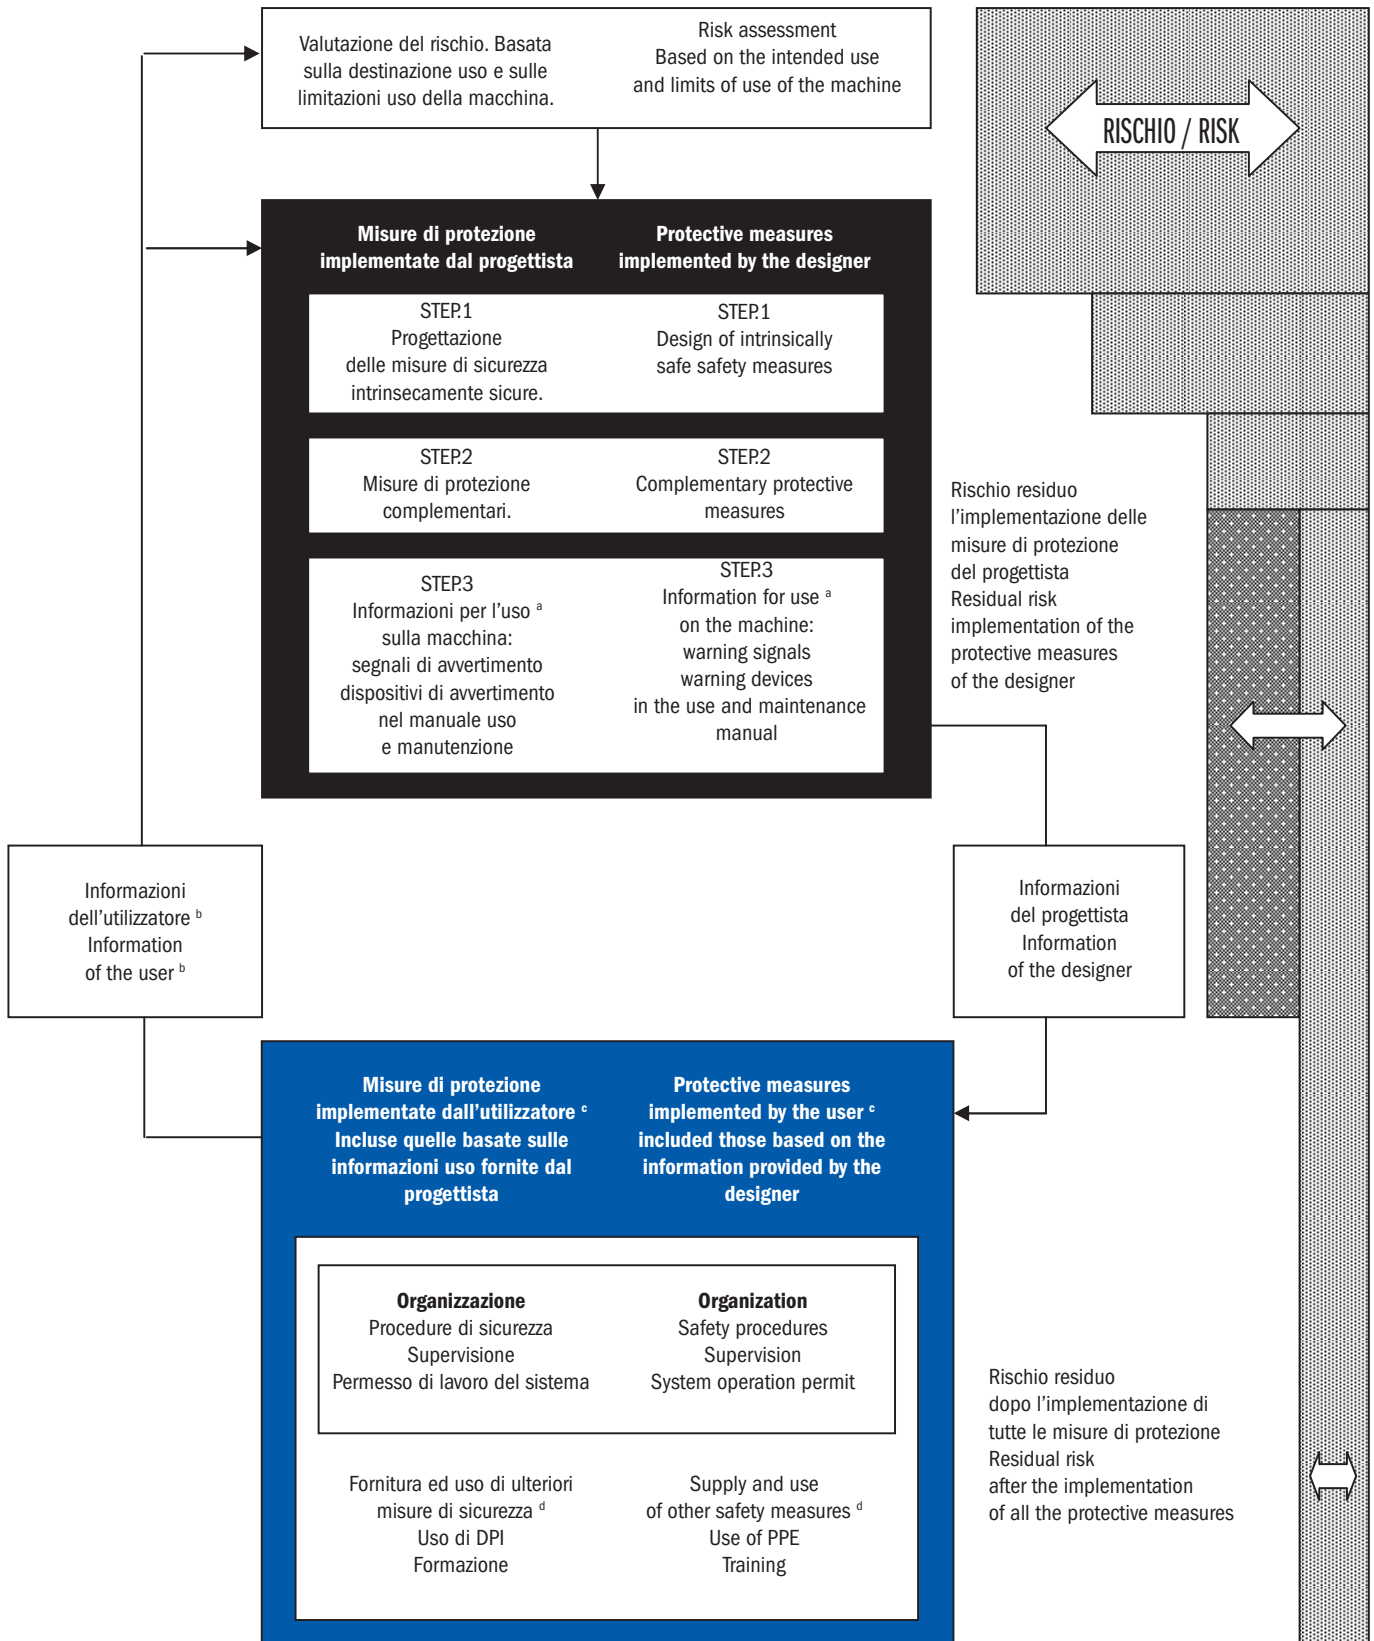 Valutazione del rischio. Basata
sulla destinazione uso e sulle
limitazioni uso della macchina.
Risk assessment
Based on the intended use
and limits of use of the machine
RISCHIO / RISK
Misure di protezione
implementate dal progettista
Protective measures
implemented by the designer
STEP.1
Progettazione
delle misure di sicurezza
intrinsecamente sicure.
STEP.1
Design of intrinsically
safe safety measures
STEP.2
Misure di protezione
complementari.
STEP.2
Complementary protective
measures
STEP.3
Informazioni per l'uso a
sulla macchina:
segnali di avvertimento
dispositivi di avvertimento
nel manuale uso
e manutenzione
STEP.3
Information for use a
on the machine:
warning signals
warning devices
in the use and maintenance
manual
Rischio residuo
l'implementazione delle
misure di protezione
del progettista
Residual risk
implementation of the
protective measures
of the designer
Informazioni
dell'utilizzatore b
Information
of the user b
Informazioni
del progettista
Information
of the designer
Misure di protezione
implementate dall'utilizzatore c
Incluse quelle basate sulle
informazioni uso fornite dal
progettista
Protective measures
implemented by the user c
included those based on the
information provided by the
designer
Organizzazione
Procedure di sicurezza
Supervisione
Permesso di lavoro del sistema
Organization
Safety procedures
Supervision
System operation permit
Fornitura ed uso di ulteriori
misure di sicurezza d
Uso di DPI
Formazione
Supply and use
of other safety measures d
Use of PPE
Training
Rischio residuo
dopo l'implementazione di
tutte le misure di protezione
Residual risk
after the implementation
of all the protective measures